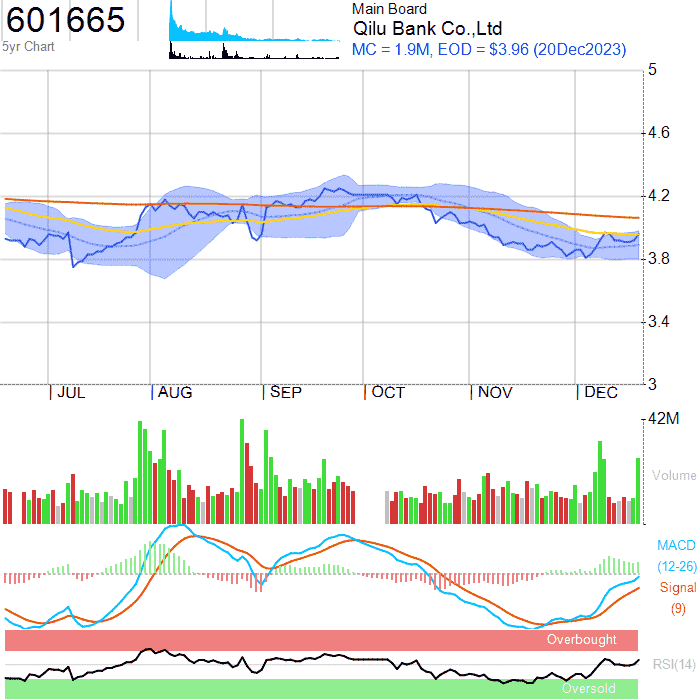 601665
5yr Chart
Main Board
Qilu Bank Co.,Ltd
MC = 1.9M, EOD = $3.96 (20Dec2023)
5
4.6
4.2
3.8
3.4
3
JUL AUG SEP OCT NOV DEC
42M
Volume
MACD
(12-26)
Signal
(9)
Overbought
RSI(14)
Oversold